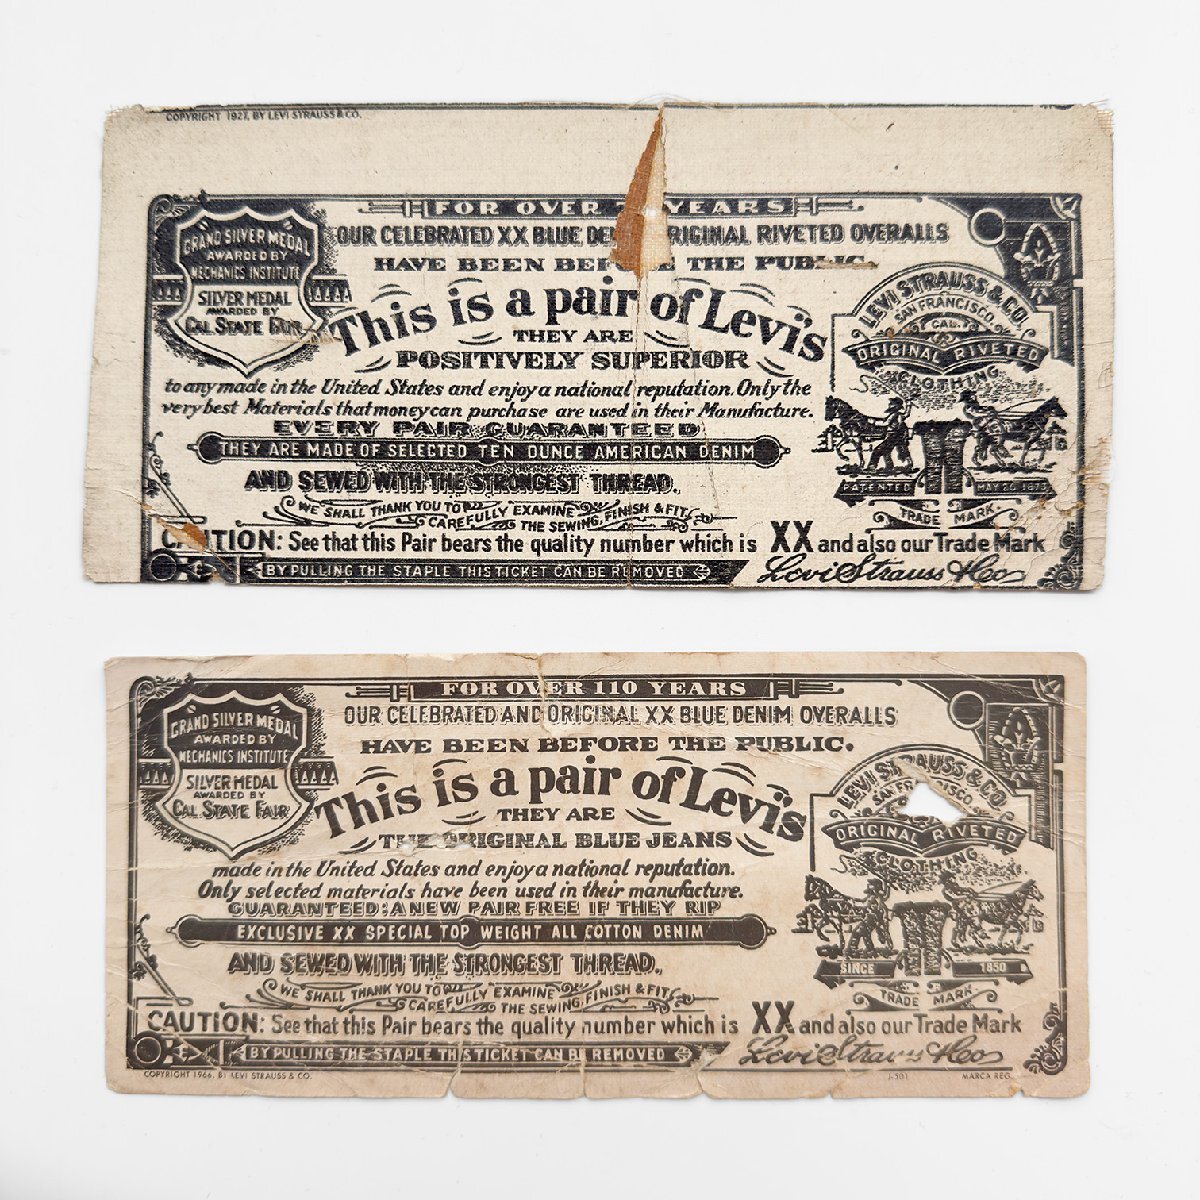 COPYRIGHT 1927, BY LEVI STRAUSS & CO.
FOR OVER YEARS
OUR CELEBRATED XX BLUE DE RIGINAL RIVETED OVERALLS
HAVE BEEN BEF E THE PUBLIC.
GRAND SILVER MEDAL
AWARDED BY
MECHANICS INSTITUTE
SILVER MEDAL
AWARDED BY
CAL STATE FAIR
This is a pair of Levi's
THEY ARE
POSITIVELY SUPERIOR
to any made in the United States and enjoy a national reputation. Only the
very best Materials that money can purchase are used in their Manufacture.
EVERY PAIR GUARANTEED
THEY ARE MADE OF SELECTED TEN OUNCE AMERICAN DENIM
AND SEWED WITH THE STRONGEST THREAD.
WE SHALL THANK YOU TO
CAREFULLY EXAMINE
THE SEWING, FINISH & FIT.
LEVI STRAUSS & CO.
SAN FRANCISCO,
CAL.
ORIGINAL RIVETED
CLOTHING
PATENTED MAY 20 1873
TRADE MARK
CAUTION: See that this Pair bears the quality number which is XX and also our Trade Mark
BY PULLING THE STAPLE THIS TICKET CAN BE REMOVED
Levi Strauss & Co
FOR OVER 110 YEARS
OUR CELEBRATED AND ORIGINAL XX BLUE DENIM OVERALLS
HAVE BEEN BEFORE THE PUBLIC.
GRAND SILVER MEDAL
AWARDED BY
MECHANICS INSTITUTE
SILVER MEDAL
AWARDED BY
CAL STATE FAIR
This is a pair of Levi's
THEY ARE
THE ORIGINAL BLUE JEANS
made in the United States and enjoy a national reputation.
Only selected materials have been used in their manufacture.
GUARANTEED: A NEW PAIR FREE IF THEY RIP
EXCLUSIVE XX SPECIAL TOP WEIGHT ALL COTTON DENIM
AND SEWED WITH THE STRONGEST THREAD.
WE SHALL THANK YOU TO
CAREFULLY EXAMINE
THE SEWING, FINISH & FIT.
LEVI STRAUSS & CO.
SAN FRANCISCO
ORIGINAL RIVETED
CLOTHING
SINCE 1850
TRADE MARK
CAUTION: See that this Pair bears the quality number which is XX and also our Trade Mark
BY PULLING THE STAPLE THIS TICKET CAN BE REMOVED
Levi Strauss & Co
COPYRIGHT 1966, BY LEVI STRAUSS & CO.
MARCA REG.